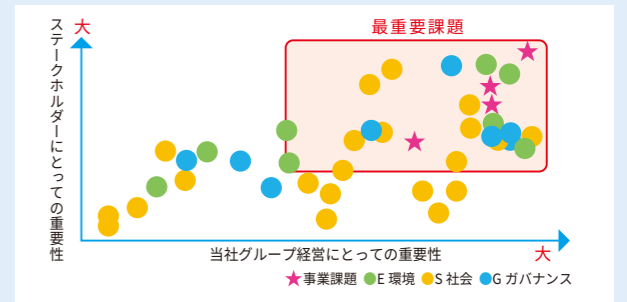 大
最重要課題
ステークホルダーにとっての重要性
当社グループ経営にとっての重要性
大
★事業課題 ●E 環境 ●S 社会 ●G ガバナンス